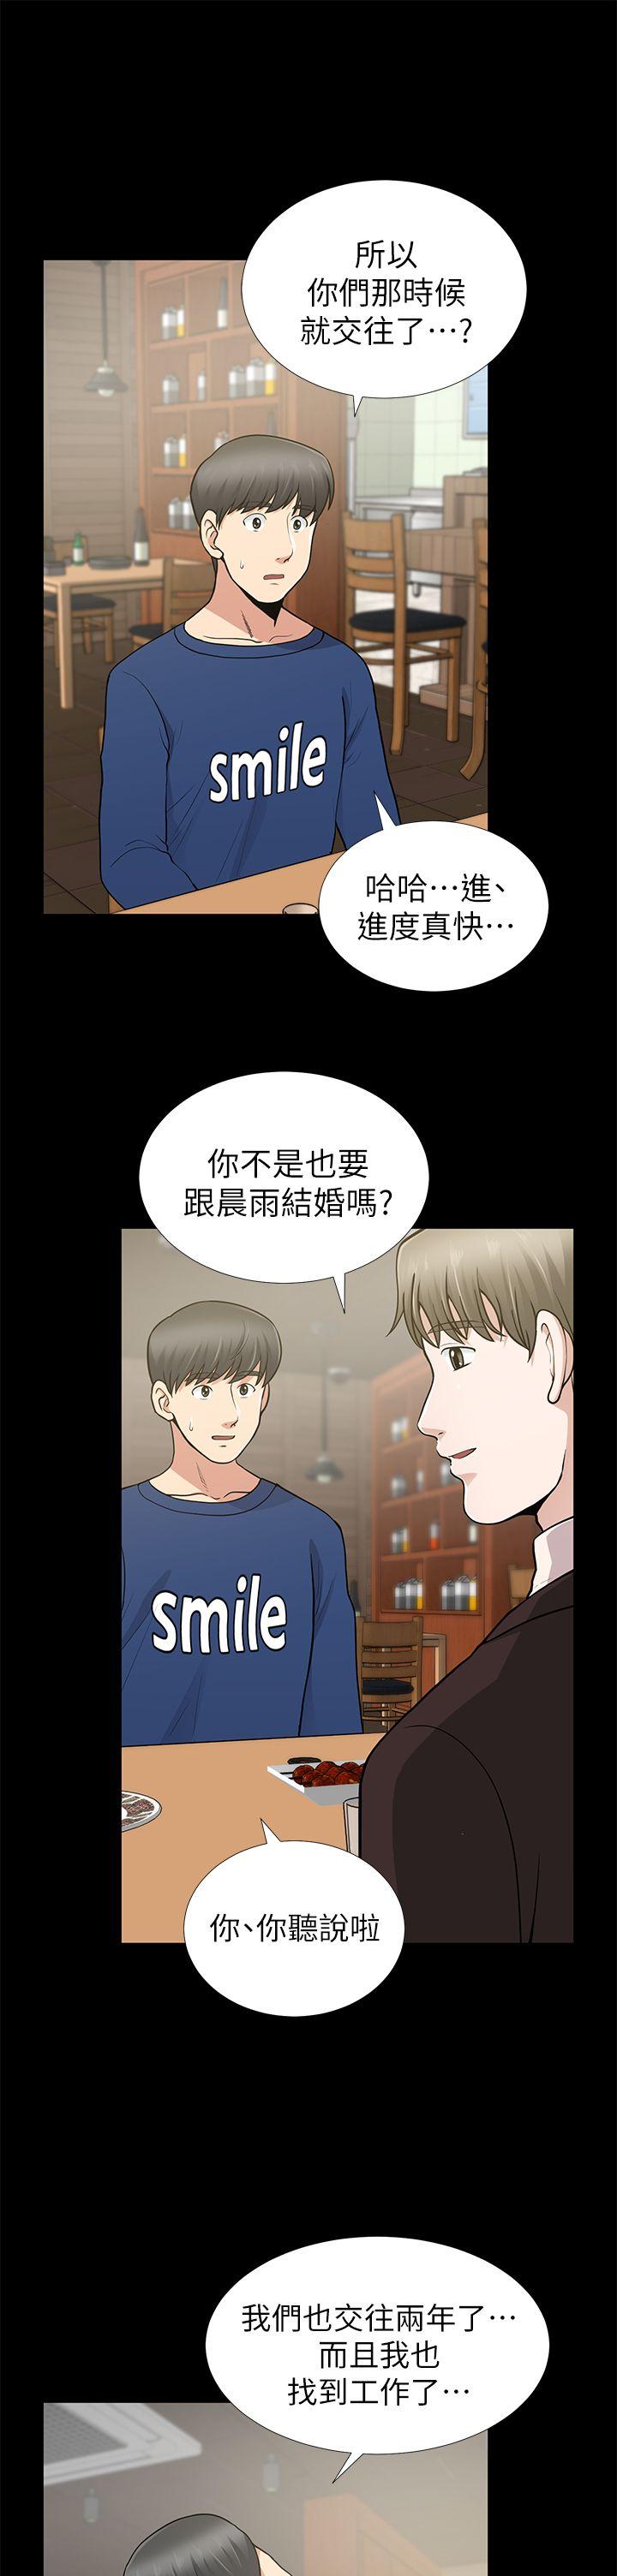 所以
你們那時候
就交往了⋯?
smile
哈哈⋯進、
進度真快⋯
你不是也要
跟晨雨結婚嗎?
smile
你、你聽說啦
我們也交往兩年了⋯
而且我也
找到工作了⋯